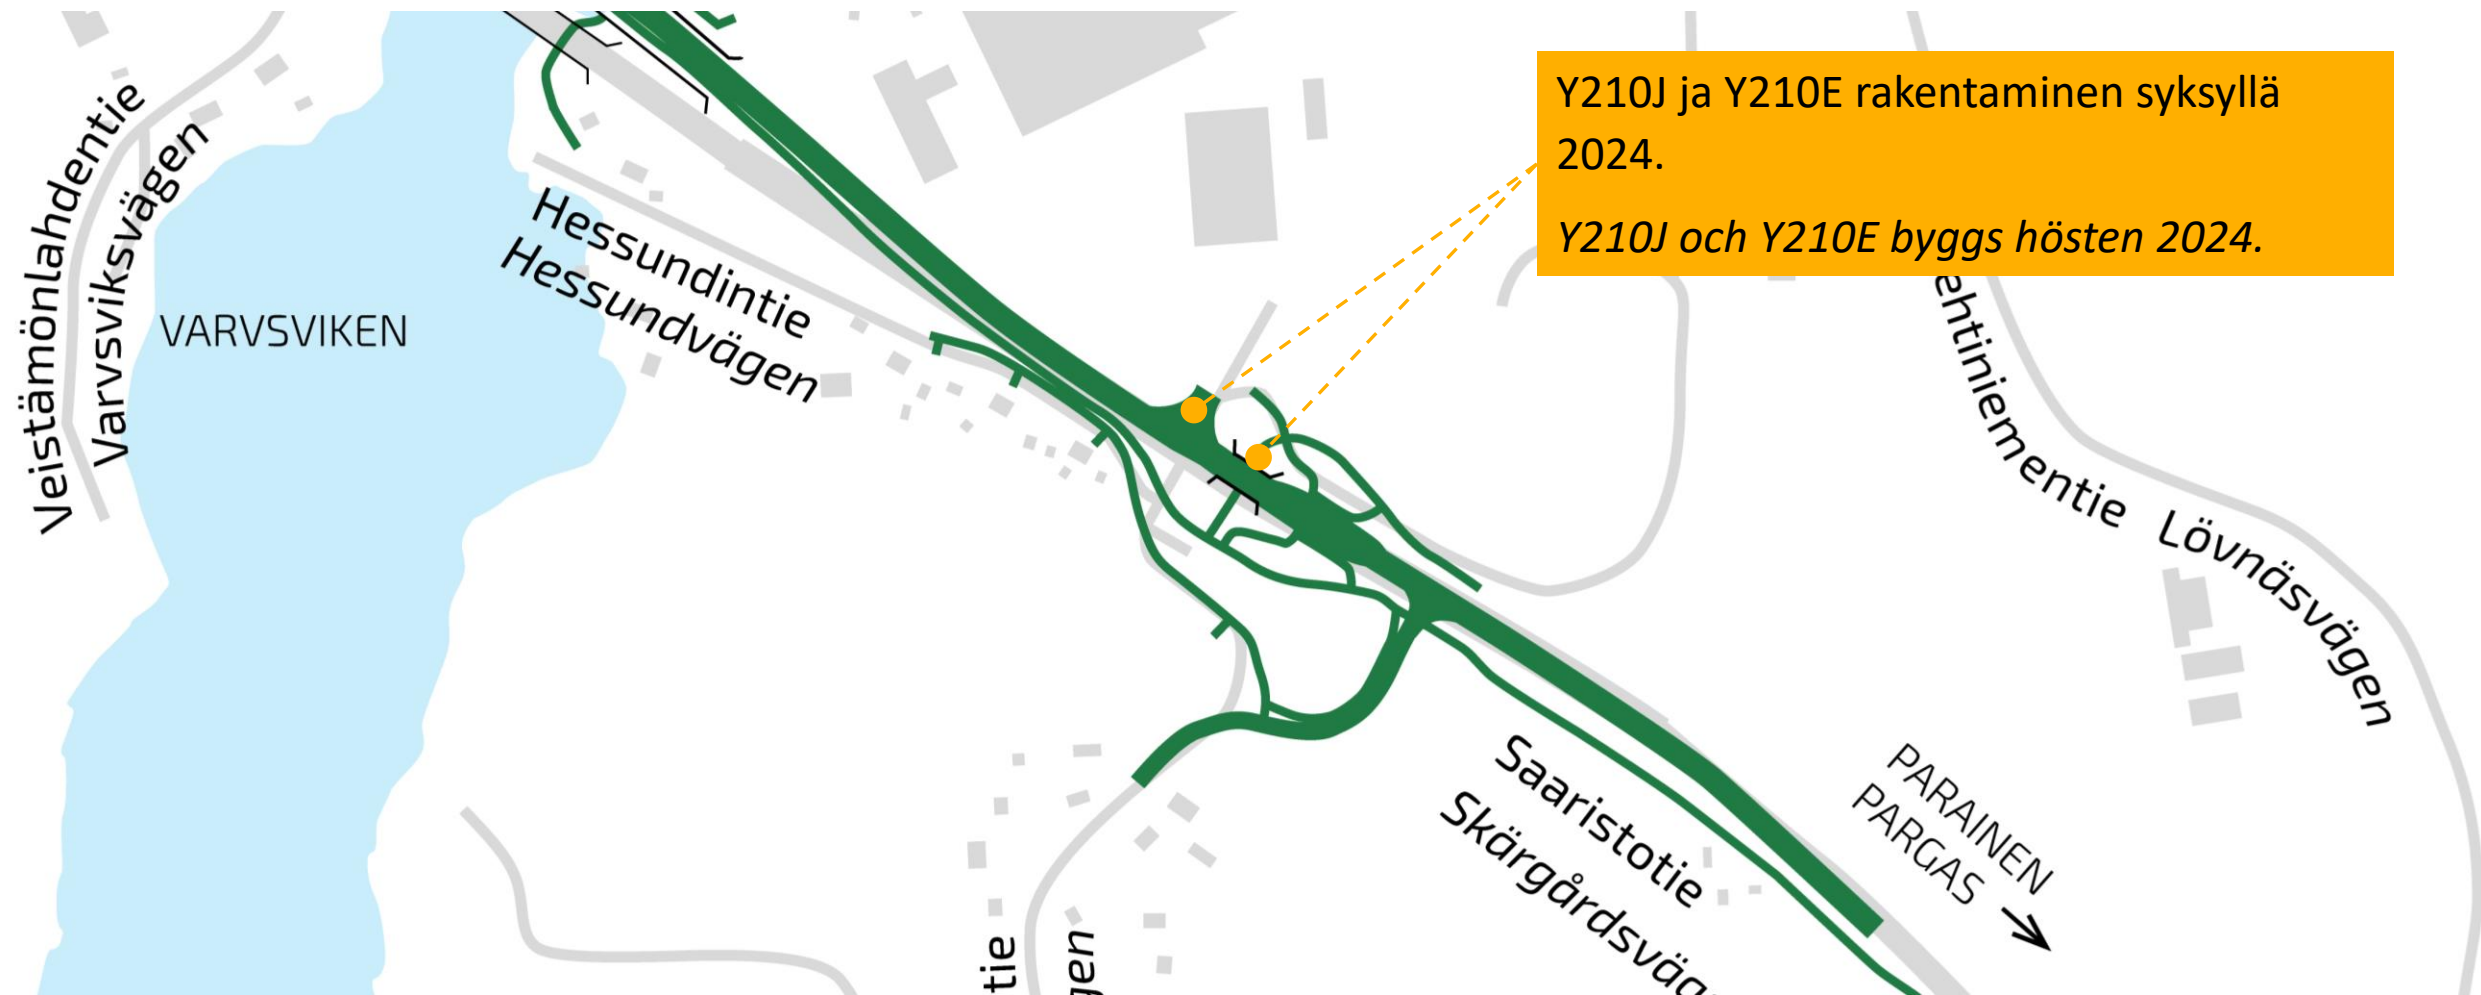 Y210J ja Y210E rakentaminen syksyllä
2024.
Y210J och Y210E byggs hösten 2024.
Veistämönlahdentie
Varvsviksvägen
VARVSVIKEN
Hessundintie
Hessundvägen
Lövnäsvägen
Saaristotie
PARAINEN
PARGAS